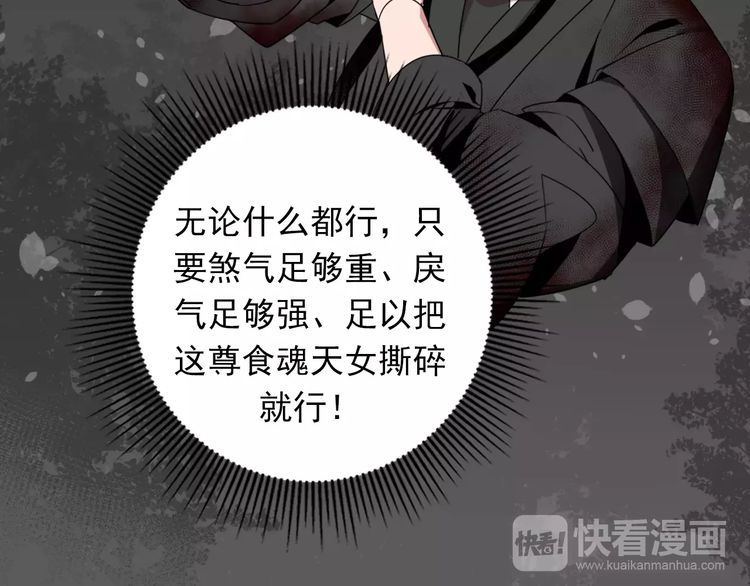 无论什么都行，只
要煞气足够重、戾
气足够强、足以把
这尊食魂天女撕碎
就行！
快看！
快看漫画
www.kuaikanmanhua.com